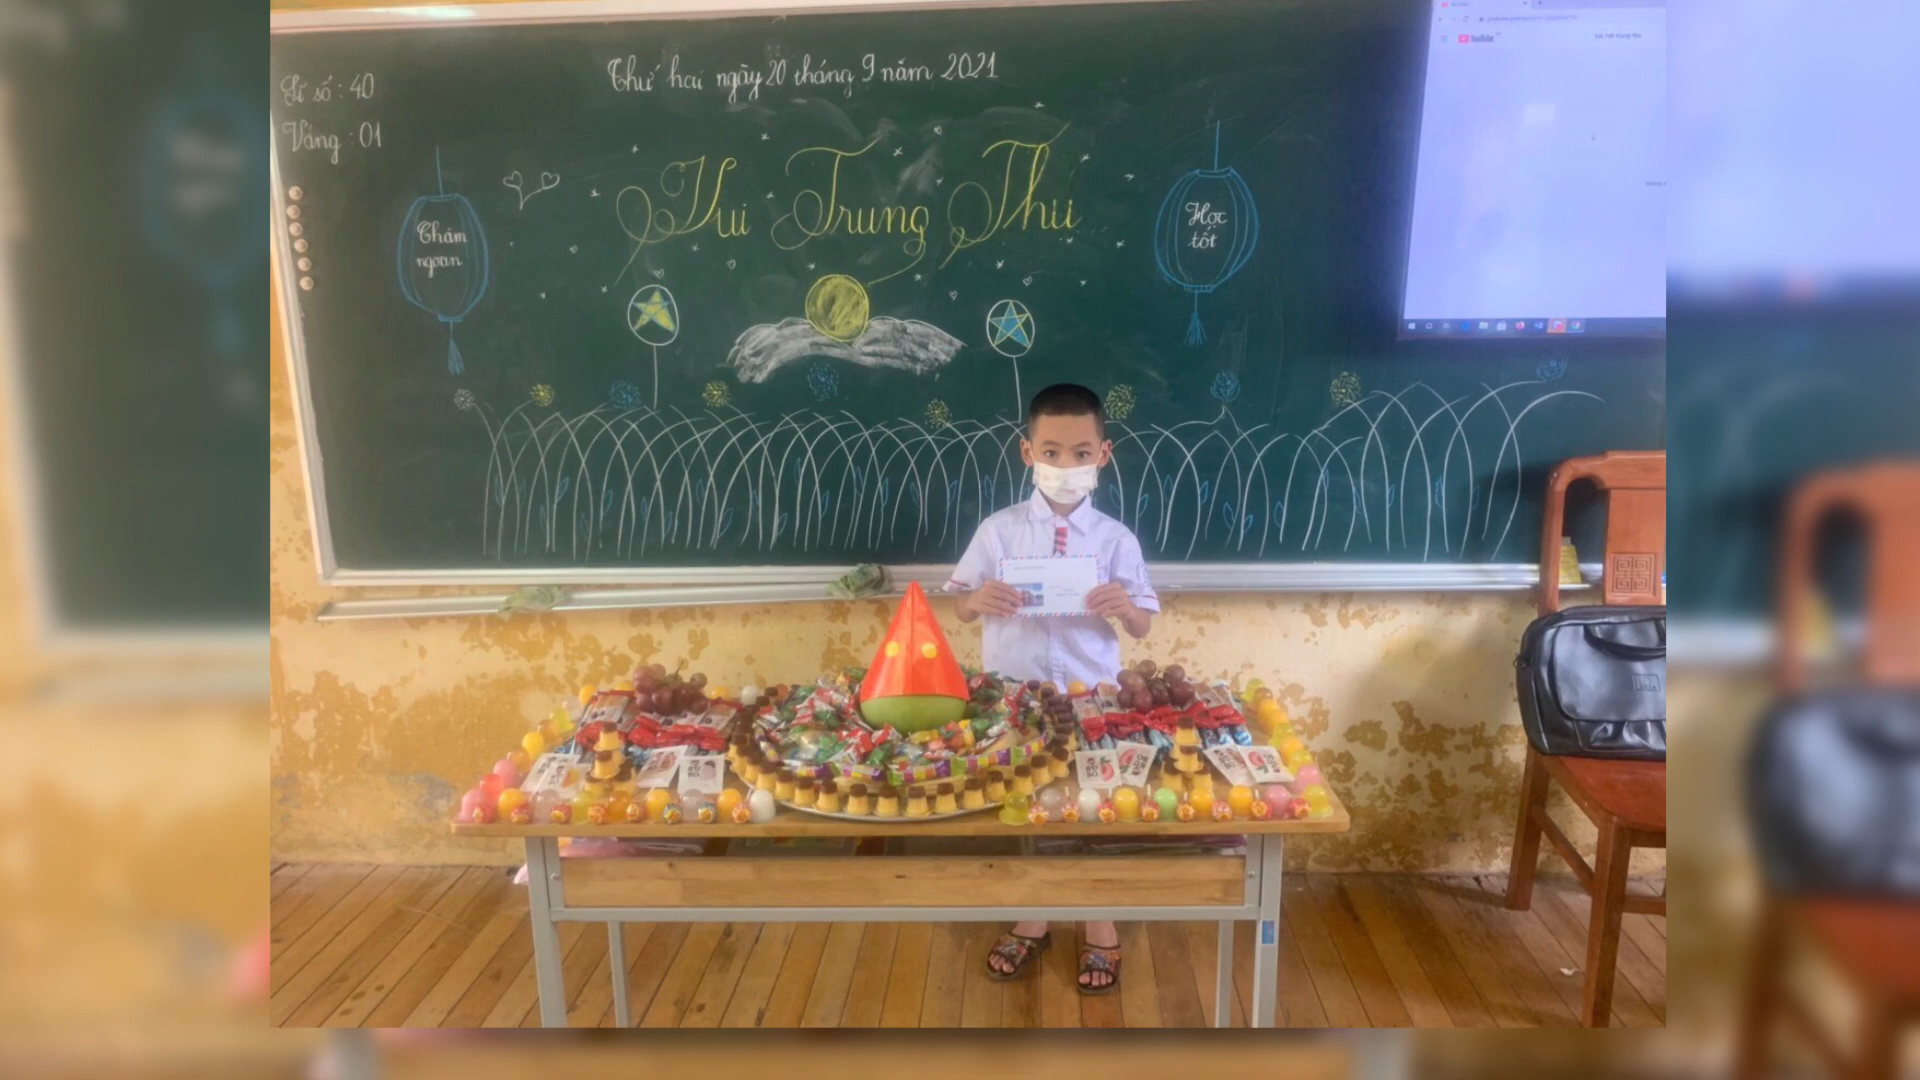 Thứ hai ngày 20 tháng 9 năm 2021
Sĩ số : 40
Vắng : 01
Vui Trung Thu
Chăm
ngoan
Học
tốt
YouTube